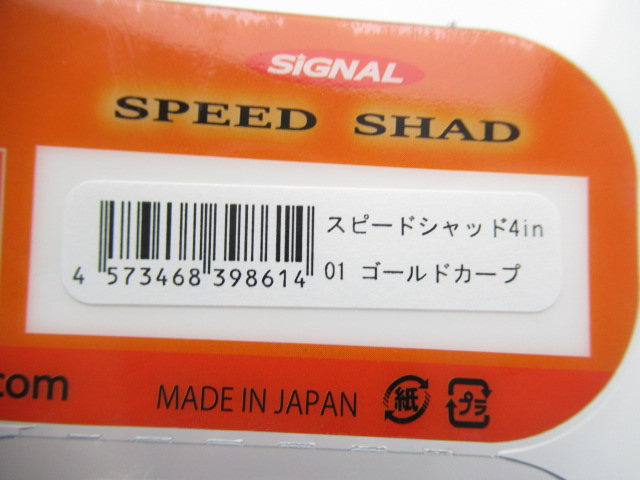 SiGNAL
SPEED SHAD
スピードシャッド4in
01 ゴールドカープ
4 573468 398614
.com
MADE IN JAPAN
紙
プラ